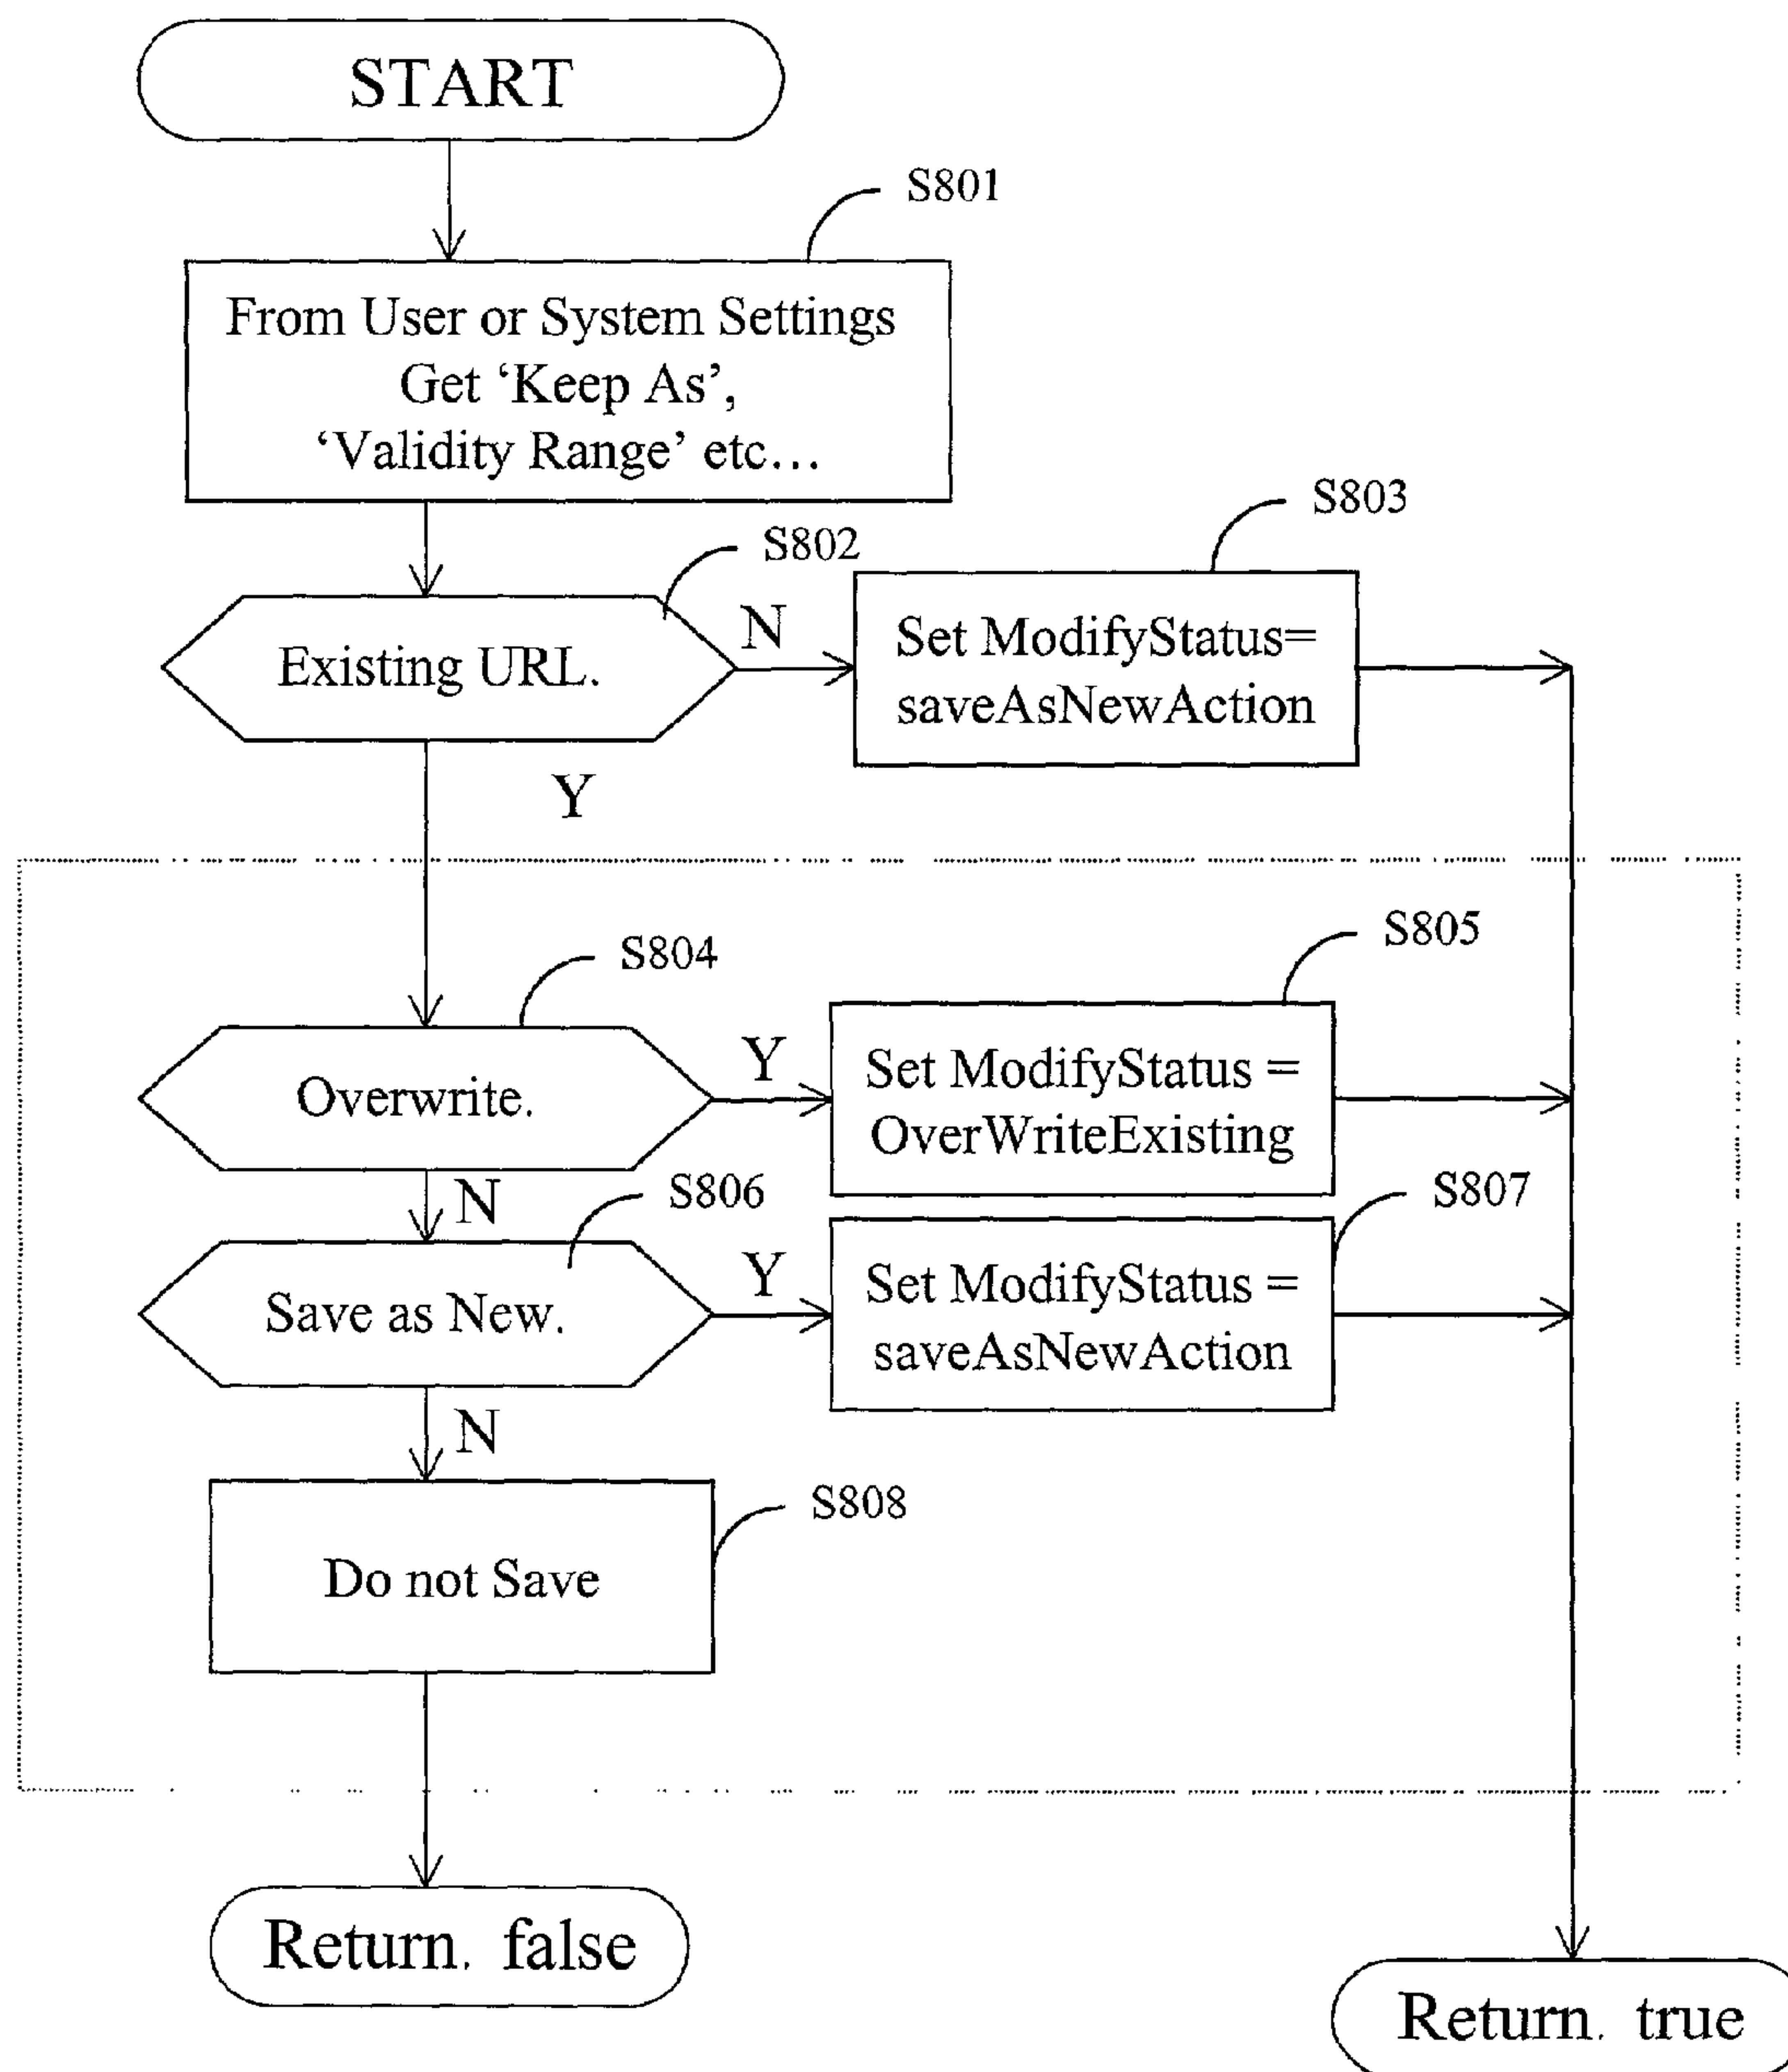 START
S801
From User or System Settings
Get ‘Keep As’,
‘Validity Range’ etc...
S802
S803
Existing URL.
N
Set ModifyStatus=
saveAsNewAction
Y
S804
S805
Overwrite.
Y
Set ModifyStatus =
OverWriteExisting
N
S806
S807
Save as New.
Y
Set ModifyStatus =
saveAsNewAction
N
S808
Do not Save
Return. false
Return. true